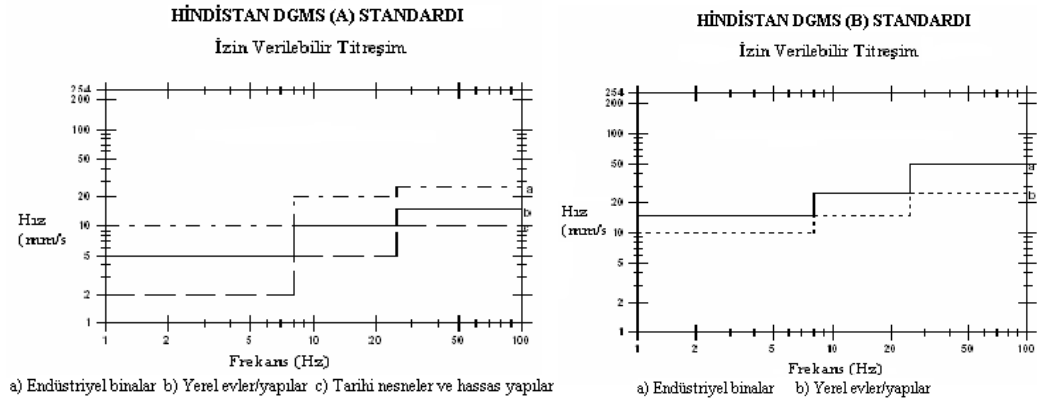 HİNDİSTAN DGMS (A) STANDARDI
İzin Verilebilir Titreşim
254
200
100
50
20
10
5
2
1
Hız
(mm/s
a
b
c
1 2 5 10 20 50 100
Frekans (Hz)
a) Endüstriyel binalar b) Yerel evler/yapılar c) Tarihi nesneler ve hassas yapılar
HİNDİSTAN DGMS (B) STANDARDI
İzin Verilebilir Titreşim
254
200
100
50
20
10
5
2
1
Hız
(mm/s
a
b
1 2 5 10 20 50 100
Frekans (Hz)
a) Endüstriyel binalar b) Yerel evler/yapılar